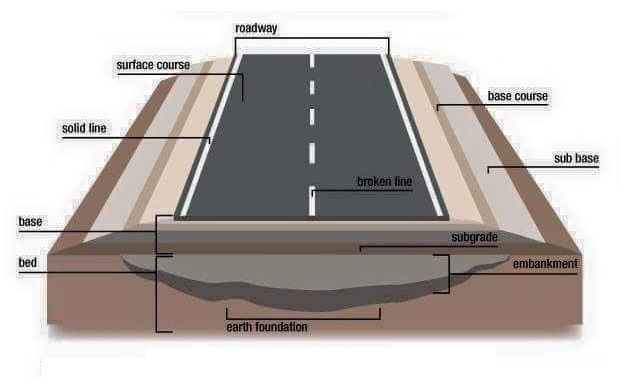 roadway
surface course
base course
solid line
sub base
broken line
base
subgrade
bed
embankment
earth foundation